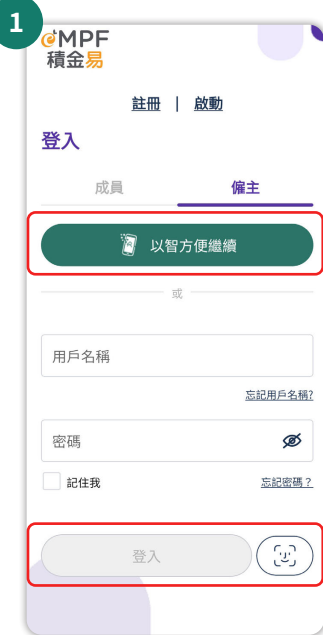 1
eMPF
積金易
註冊 | 啟動
登入
成員 僱主
以智方便繼續
或
用戶名稱
忘記用戶名稱?
密碼
記住我 忘記密碼？
登入